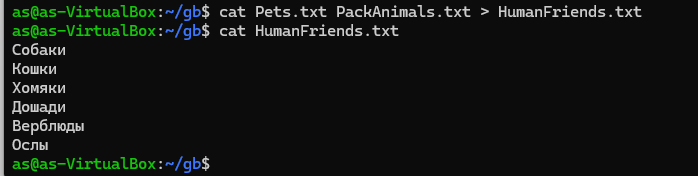 as@as-VirtualBox:~/gb$ cat Pets.txt PackAnimals.txt > HumanFriends.txt
as@as-VirtualBox:~/gb$ cat HumanFriends.txt
Собаки
Кошки
Хомяки
Дошади
Верблюды
Ослы
as@as-VirtualBox:~/gb$